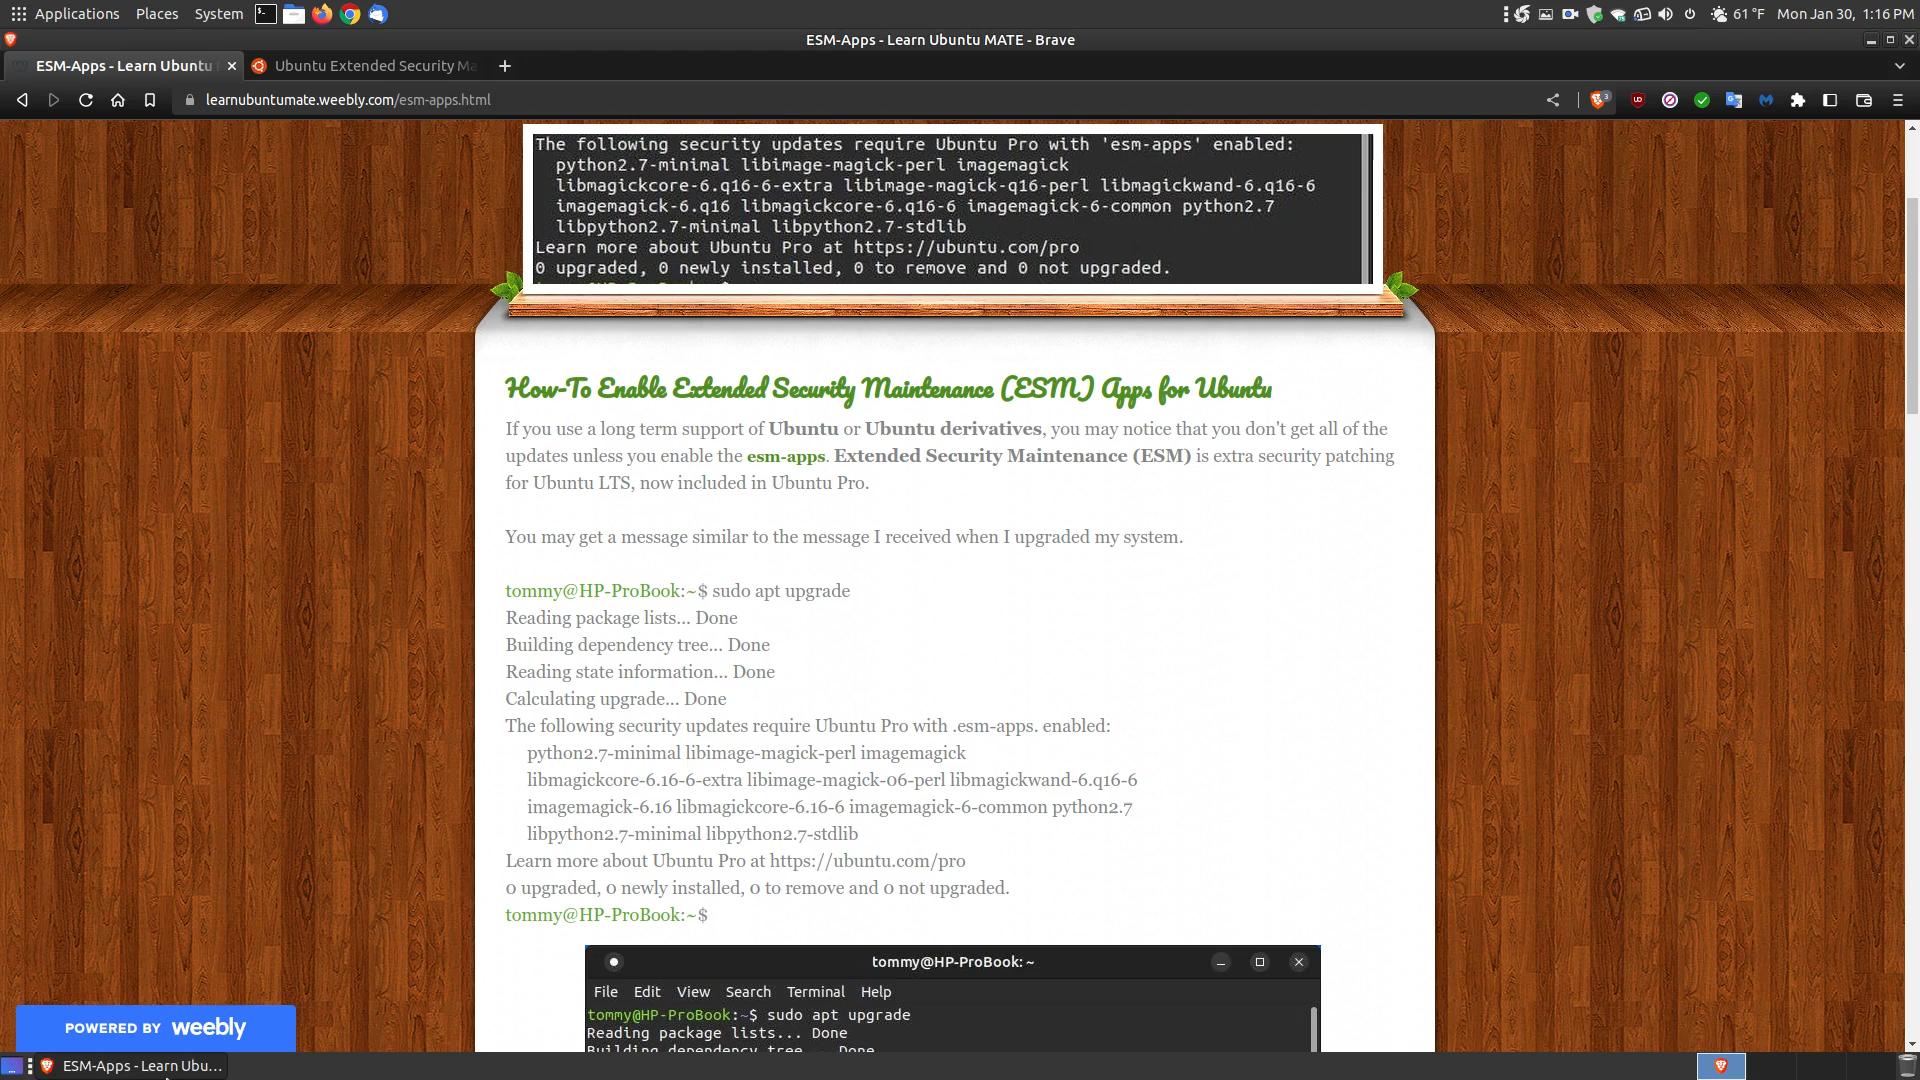 Applications Places System
61 °F Mon Jan 30, 1:16 PM
ESM-Apps - Learn Ubuntu MATE - Brave
ESM-Apps - Learn Ubuntu
Ubuntu Extended Security Ma
learnubuntumate.weebly.com/esm-apps.html
3
The following security updates require Ubuntu Pro with 'esm-apps' enabled:
python2.7-minimal libimage-magick-perl imagemagick
libmagickcore-6.q16-6-extra libimage-magick-q16-perl libmagickwand-6.q16-6
imagemagick-6.q16 libmagickcore-6.q16-6 imagemagick-6-common python2.7
libpython2.7-minimal libpython2.7-stdlib
Learn more about Ubuntu Pro at https://ubuntu.com/pro
0 upgraded, 0 newly installed, 0 to remove and 0 not upgraded.
How-To Enable Extended Security Maintenance (ESM) Apps for Ubuntu
If you use a long term support of Ubuntu or Ubuntu derivatives, you may notice that you don't get all of the
updates unless you enable the esm-apps. Extended Security Maintenance (ESM) is extra security patching
for Ubuntu LTS, now included in Ubuntu Pro.
You may get a message similar to the message I received when I upgraded my system.
tommy@HP-ProBook:~$ sudo apt upgrade
Reading package lists... Done
Building dependency tree... Done
Reading state information... Done
Calculating upgrade... Done
The following security updates require Ubuntu Pro with .esm-apps. enabled:
python2.7-minimal libimage-magick-perl imagemagick
libmagickcore-6.16-6-extra libimage-magick-06-perl libmagickwand-6.q16-6
imagemagick-6.16 libmagickcore-6.16-6 imagemagick-6-common python2.7
libpython2.7-minimal libpython2.7-stdlib
Learn more about Ubuntu Pro at https://ubuntu.com/pro
0 upgraded, 0 newly installed, 0 to remove and 0 not upgraded.
tommy@HP-ProBook:~$
tommy@HP-ProBook: ~
File Edit View Search Terminal Help
tommy@HP-ProBook:~$ sudo apt upgrade
Reading package lists... Done
Building dependency tree... Done
POWERED BY weebly
ESM-Apps - Learn Ubu...